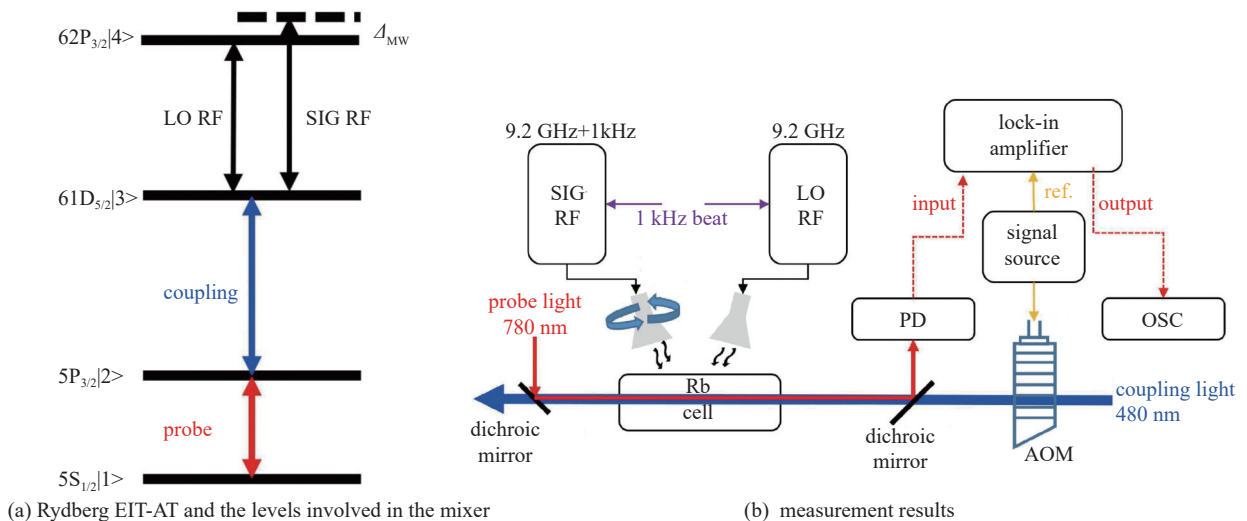 62P3/2|4>
ΔMW
LO RF
SIG RF
61D5/2|3>
coupling
5P3/2|2>
probe
5S1/2|1>
(a) Rydberg EIT-AT and the levels involved in the mixer
9.2 GHz+1kHz
9.2 GHz
SIG
RF
1 kHz beat
LO
RF
lock-in
amplifier
input
ref.
output
signal
source
probe light
780 nm
PD
OSC
Rb
cell
coupling light
480 nm
dichroic
mirror
dichroic
mirror
AOM
(b) measurement results